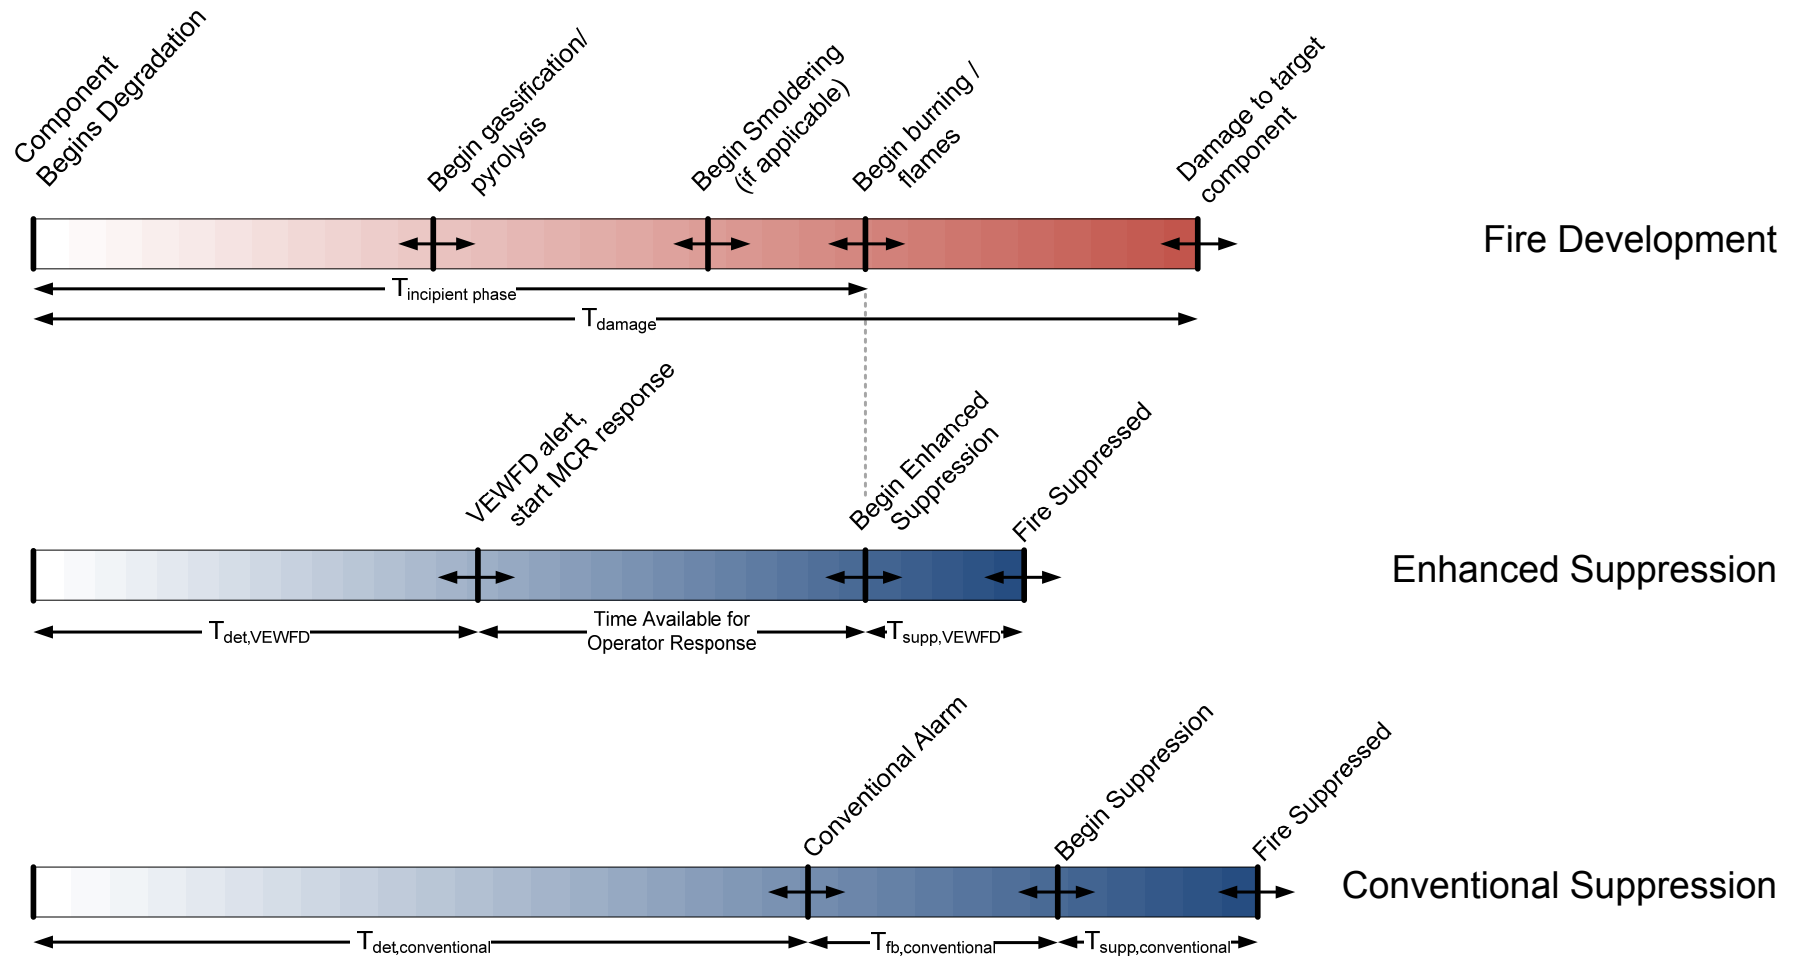 Component
Begins Degradation
Begin gassification/
pyrolysis
Begin Smoldering
(if applicable)
Begin burning /
flames
Damage to target
component
Fire Development
Tincipient phase
Tdamage
VEWFD alert,
start MCR response
Begin Enhanced
Suppression
Fire Suppressed
Enhanced Suppression
Tdet,VEWFD
Time Available for
Operator Response
Tsupp,VEWFD
Conventional Alarm
Begin Suppression
Fire Suppressed
Conventional Suppression
Tdet,conventional
Tfb,conventional
Tsupp,conventional